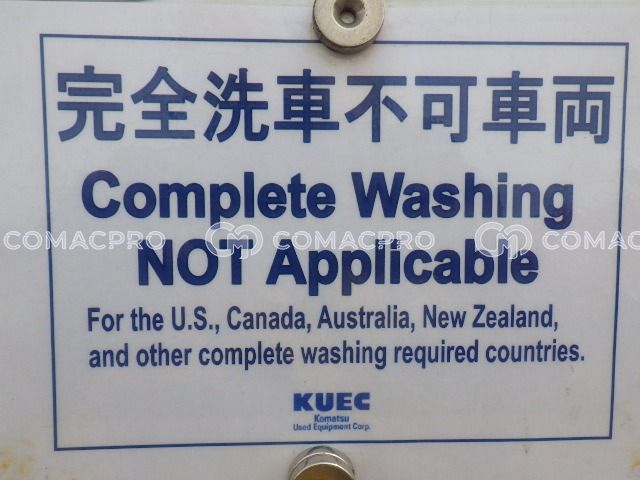 完全洗車不可車両
Complete Washing
COMACPRO COMACPRO COMACPRO
NOT Applicable
For the U.S., Canada, Australia, New Zealand,
and other complete washing required countries.
KUEC
Komatsu
Used Equipment Corp.